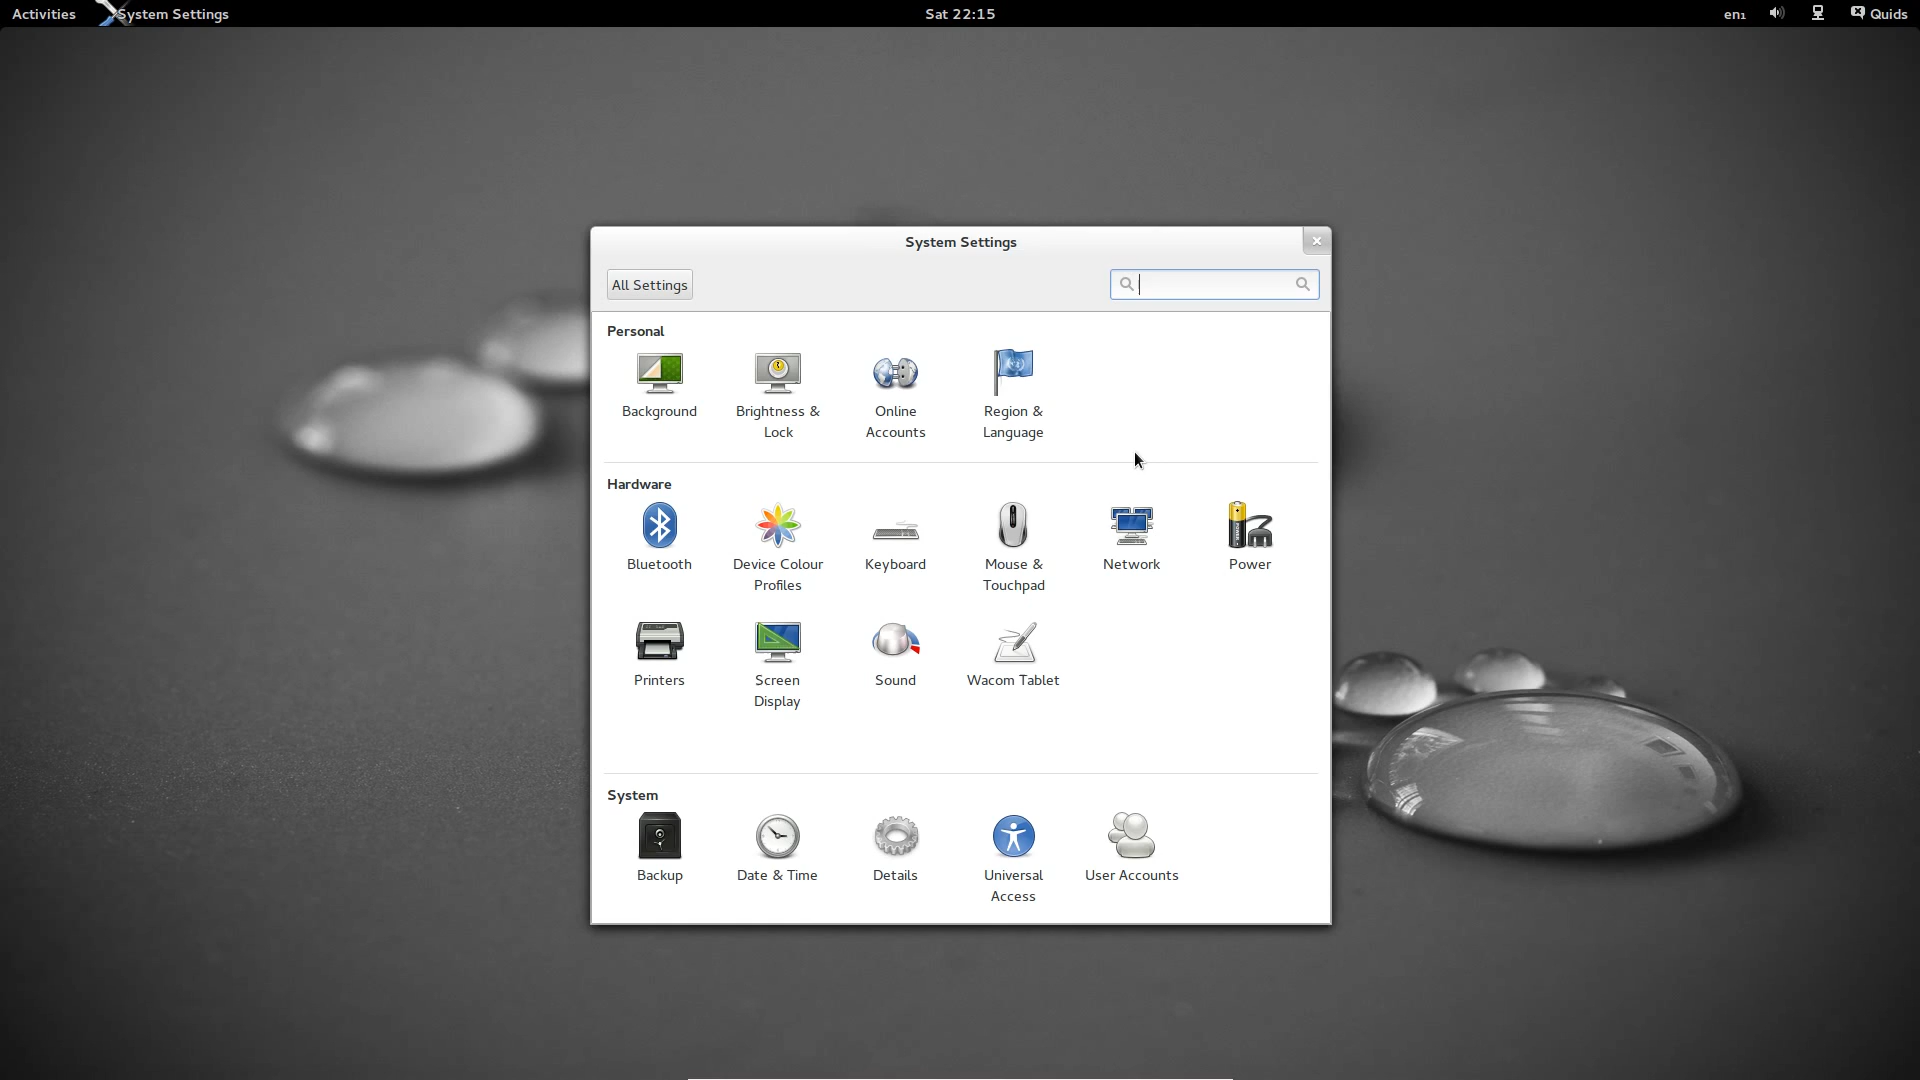 Activities
System Settings
Sat 22:15
en₁
Quids
System Settings
All Settings
Personal
Background
Brightness &
Lock
Online
Accounts
Region &
Language
Hardware
Bluetooth
Device Colour
Profiles
Keyboard
Mouse &
Touchpad
Network
Power
Printers
Screen
Display
Sound
Wacom Tablet
System
Backup
Date & Time
Details
Universal
Access
User Accounts